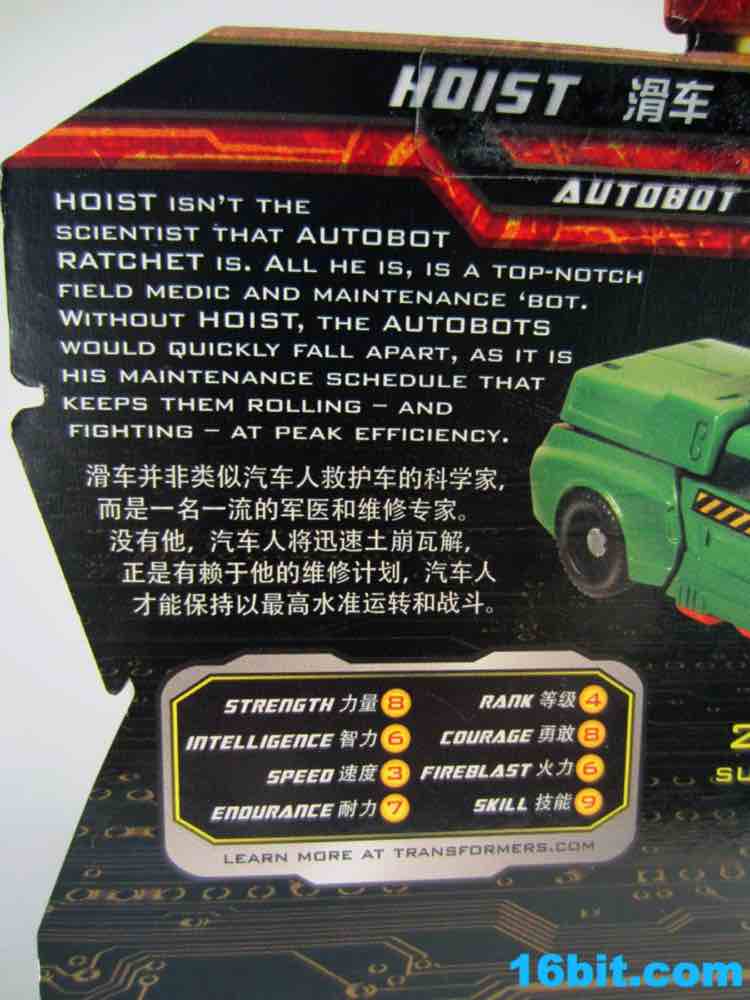 HOIST 滑车
AUTOBOT
HOIST ISN'T THE
SCIENTIST THAT AUTOBOT
RATCHET IS. ALL HE IS, IS A TOP-NOTCH
FIELD MEDIC AND MAINTENANCE 'BOT.
WITHOUT HOIST, THE AUTOBOTS
WOULD QUICKLY FALL APART, AS IT IS
HIS MAINTENANCE SCHEDULE THAT
KEEPS THEM ROLLING – AND
FIGHTING – AT PEAK EFFICIENCY.
滑车并非类似汽车人救护车的科学家,
而是一名一流的军医和维修专家。
没有他, 汽车人将迅速土崩瓦解,
正是有赖于他的维修计划, 汽车人
才能保持以最高水准运转和战斗。
STRENGTH 力量 8 RANK 等级 4
INTELLIGENCE 智力 6 COURAGE 勇敢 8
SPEED 速度 3 FIREBLAST 火力 6
ENDURANCE 耐力 7 SKILL 技能 9
LEARN MORE AT TRANSFORMERS.COM
16bit.com